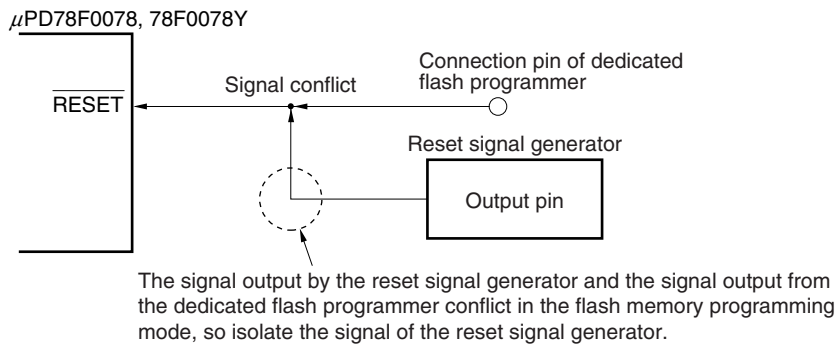 μPD78F0078, 78F0078Y
Connection pin of dedicated
flash programmer
Signal conflict
RESET
Reset signal generator
Output pin
The signal output by the reset signal generator and the signal output from
the dedicated flash programmer conflict in the flash memory programming
mode, so isolate the signal of the reset signal generator.